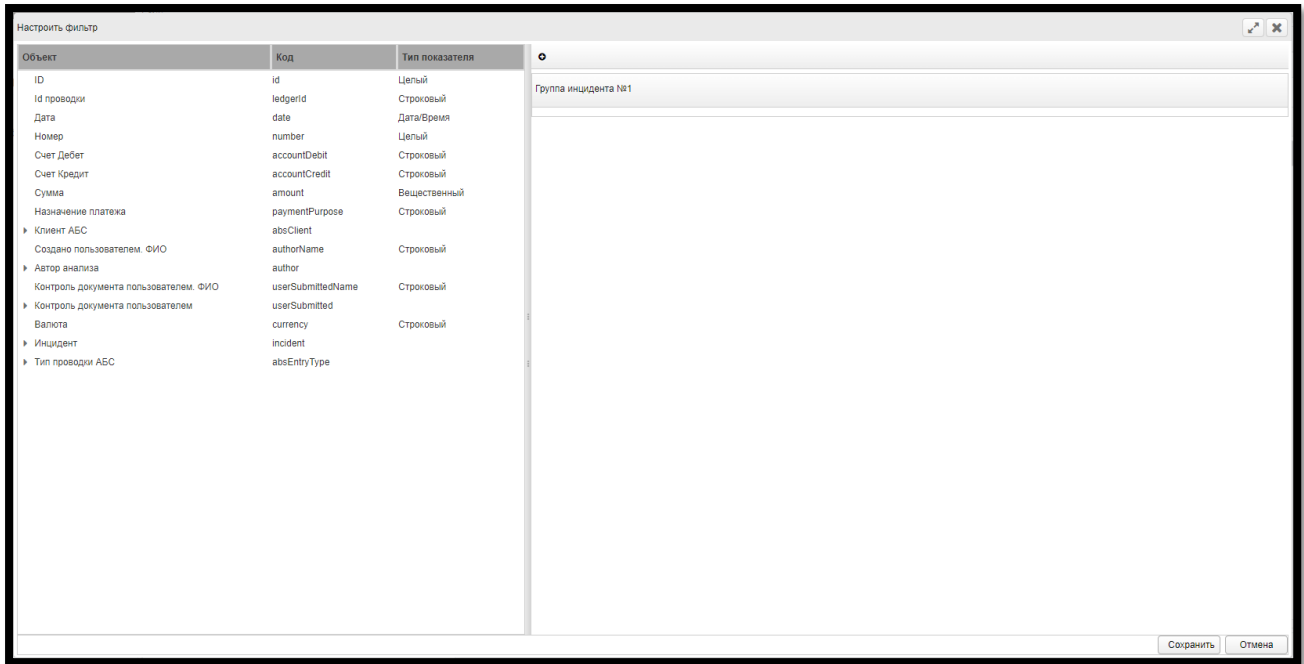 Настроить фильтр
Объект Код Тип показателя
ID id Целый
Группа инцидента №1
Id проводки ledgerId Строковый
Дата date Дата/Время
Номер number Целый
Счет Дебет accountDebit Строковый
Счет Кредит accountCredit Строковый
Сумма amount Вещественный
Назначение платежа paymentPurpose Строковый
Клиент АБС absClient
Создано пользователем. ФИО authorName Строковый
Автор анализа author
Контроль документа пользователем. ФИО userSubmittedName Строковый
Контроль документа пользователем userSubmitted
Валюта currency Строковый
Инцидент incident
Тип проводки АБС absEntryType
Сохранить Отмена